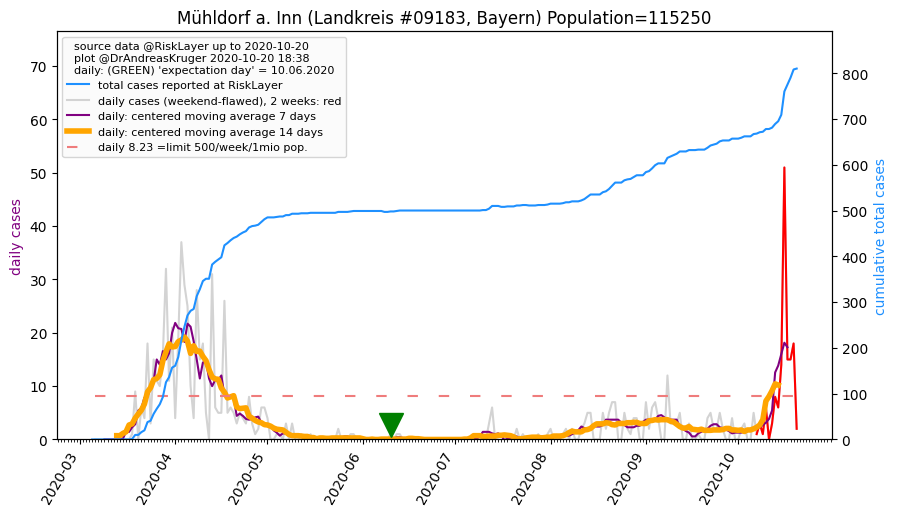 Mühldorf a. Inn (Landkreis #09183, Bayern) Population=115250
source data @RiskLayer up to 2020-10-20
plot @DrAndreasKruger 2020-10-20 18:38
daily: (GREEN) 'expectation day' = 10.06.2020
total cases reported at RiskLayer
daily cases (weekend-flawed), 2 weeks: red
daily: centered moving average 7 days
daily: centered moving average 14 days
daily 8.23 =limit 500/week/1mio pop.
daily cases
70
60
50
40
30
20
10
0
cumulative total cases
800
700
600
500
400
300
200
100
0
2020-03
2020-04
2020-05
2020-06
2020-07
2020-08
2020-09
2020-10